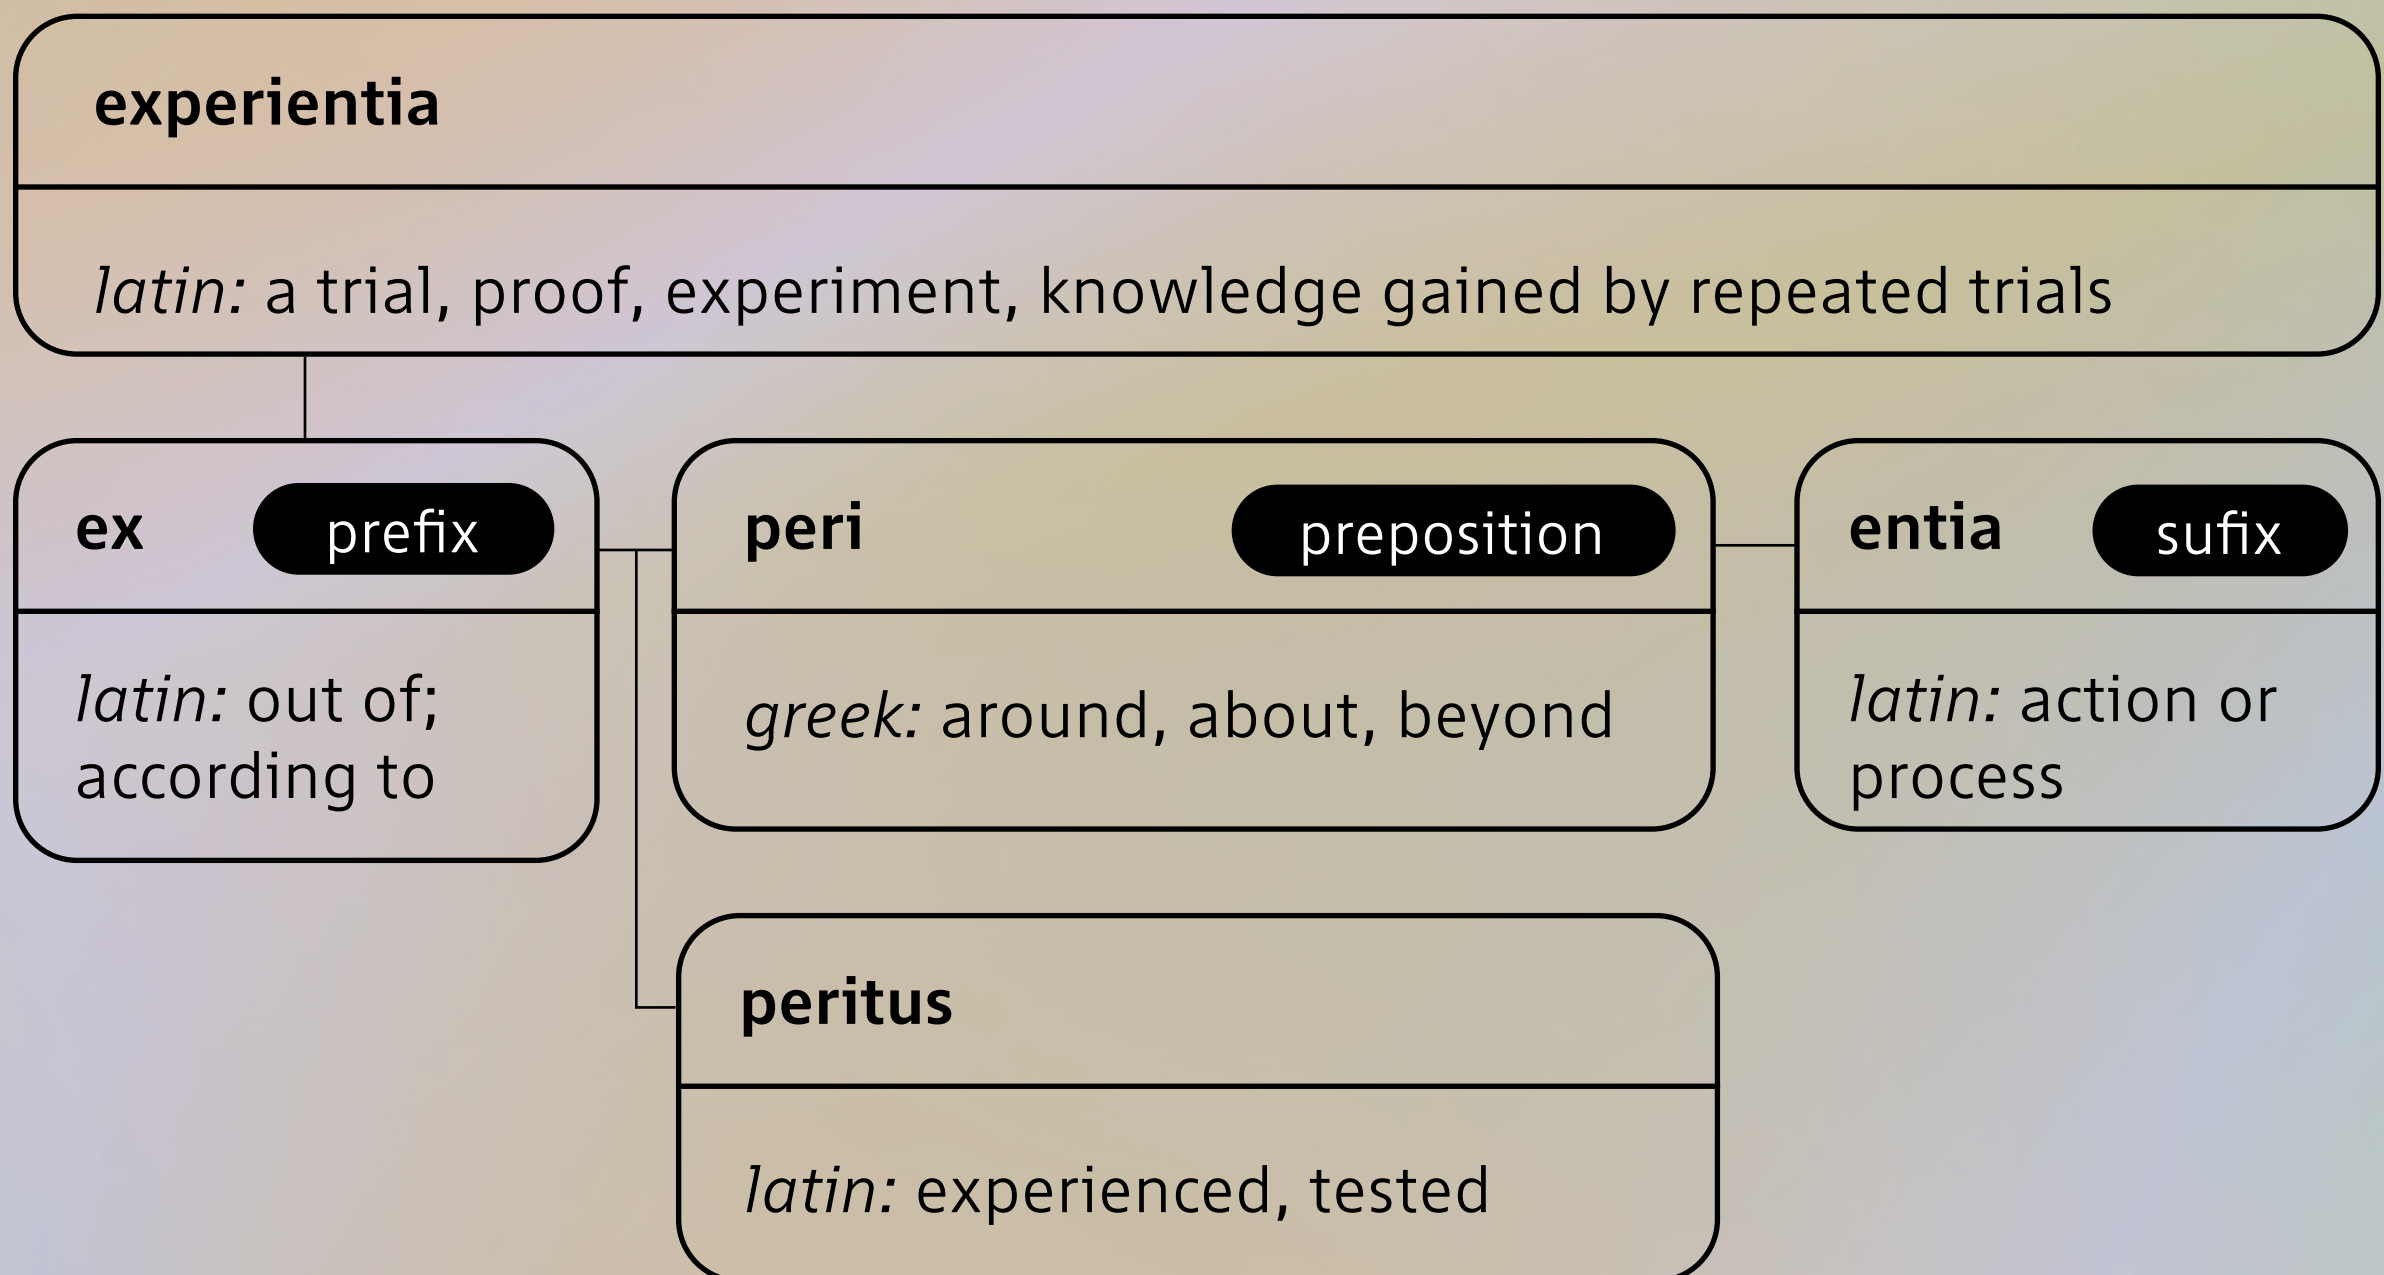 experientia
latin: a trial, proof, experiment, knowledge gained by repeated trials
ex prefix
latin: out of;
according to
peri preposition
greek: around, about, beyond
entia sufix
latin: action or
process
peritus
latin: experienced, tested